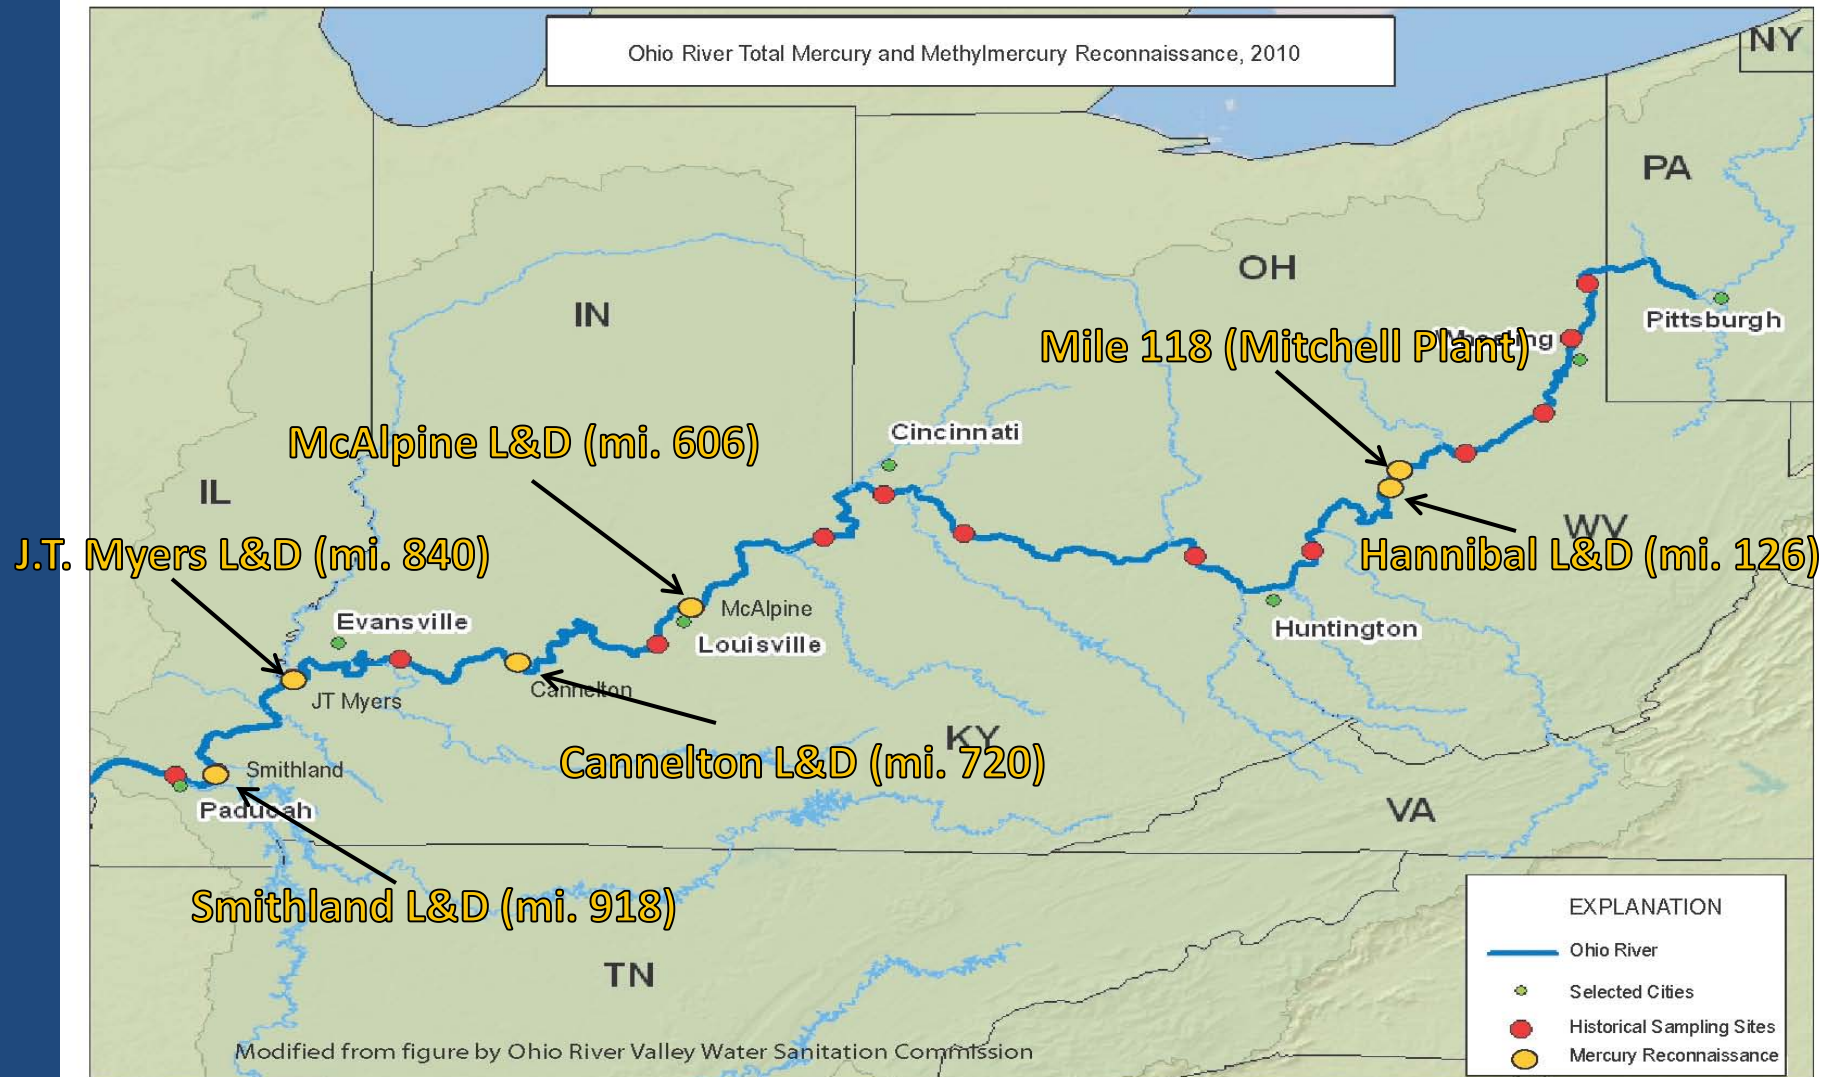 Ohio River Total Mercury and Methylmercury Reconnaissance, 2010
NY
PA
OH
IN
Pittsburgh
Mile 118 (Mitchell Plant)
McAlpine L&D (mi. 606)
Cincinnati
IL
WV
J.T. Myers L&D (mi. 840)
Hannibal L&D (mi. 126)
McAlpine
Evansville
Louisville
Huntington
Cannelton
JT Myers
KY
Cannelton L&D (mi. 720)
Smithland
Paducah
VA
Smithland L&D (mi. 918)
TN
EXPLANATION
Ohio River
Selected Cities
Historical Sampling Sites
Mercury Reconnaissance
Modified from figure by Ohio River Valley Water Sanitation Commission